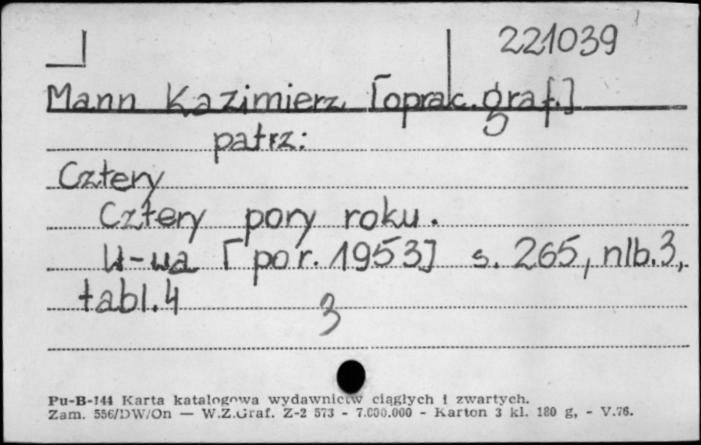 221039
Mann Kazimierz [oprac. graf.]
patrz:
Cztery
Cztery pory roku.
W-wa [por. 1953] s. 265, nlb. 3,
tabl. 4
3
Pu-B-144 Karta katalogowa wydawnictw ciągłych i zwartych.
Zam. 556/DW/On — W.Z.Graf. Z-2 573 - 7.000.000 - Karton 3 kl. 180 g, - V.76.